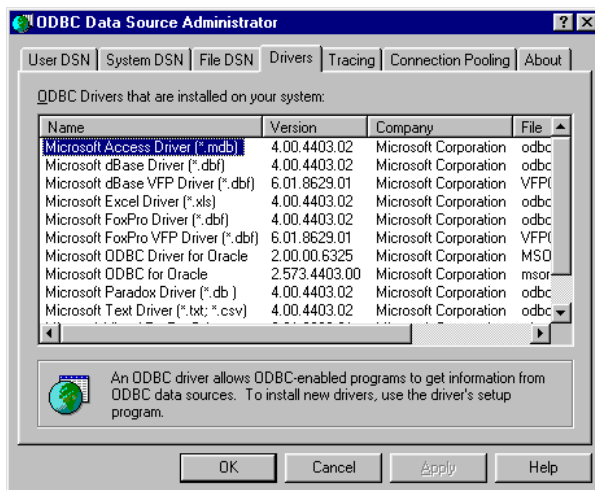 ODBC Data Source Administrator
User DSN System DSN File DSN Drivers Tracing Connection Pooling About
ODBC Drivers that are installed on your system:
Name Version Company File
Microsoft Access Driver (*.mdb) 4.00.4403.02 Microsoft Corporation odbc
Microsoft dBase Driver (*.dbf) 4.00.4403.02 Microsoft Corporation odbc
Microsoft dBase VFP Driver (*.dbf) 6.01.8629.01 Microsoft Corporation VFP
Microsoft Excel Driver (*.xls) 4.00.4403.02 Microsoft Corporation odbc
Microsoft FoxPro Driver (*.dbf) 4.00.4403.02 Microsoft Corporation odbc
Microsoft FoxPro VFP Driver (*.dbf) 6.01.8629.01 Microsoft Corporation VFP
Microsoft ODBC Driver for Oracle 2.00.00.6325 Microsoft Corporation MSO
Microsoft ODBC for Oracle 2.573.4403.00 Microsoft Corporation msor
Microsoft Paradox Driver (*.db ) 4.00.4403.02 Microsoft Corporation odbc
Microsoft Text Driver (*.txt; *.csv) 4.00.4403.02 Microsoft Corporation odbc
An ODBC driver allows ODBC-enabled programs to get information from
ODBC data sources. To install new drivers, use the driver's setup
program.
OK Cancel Apply Help